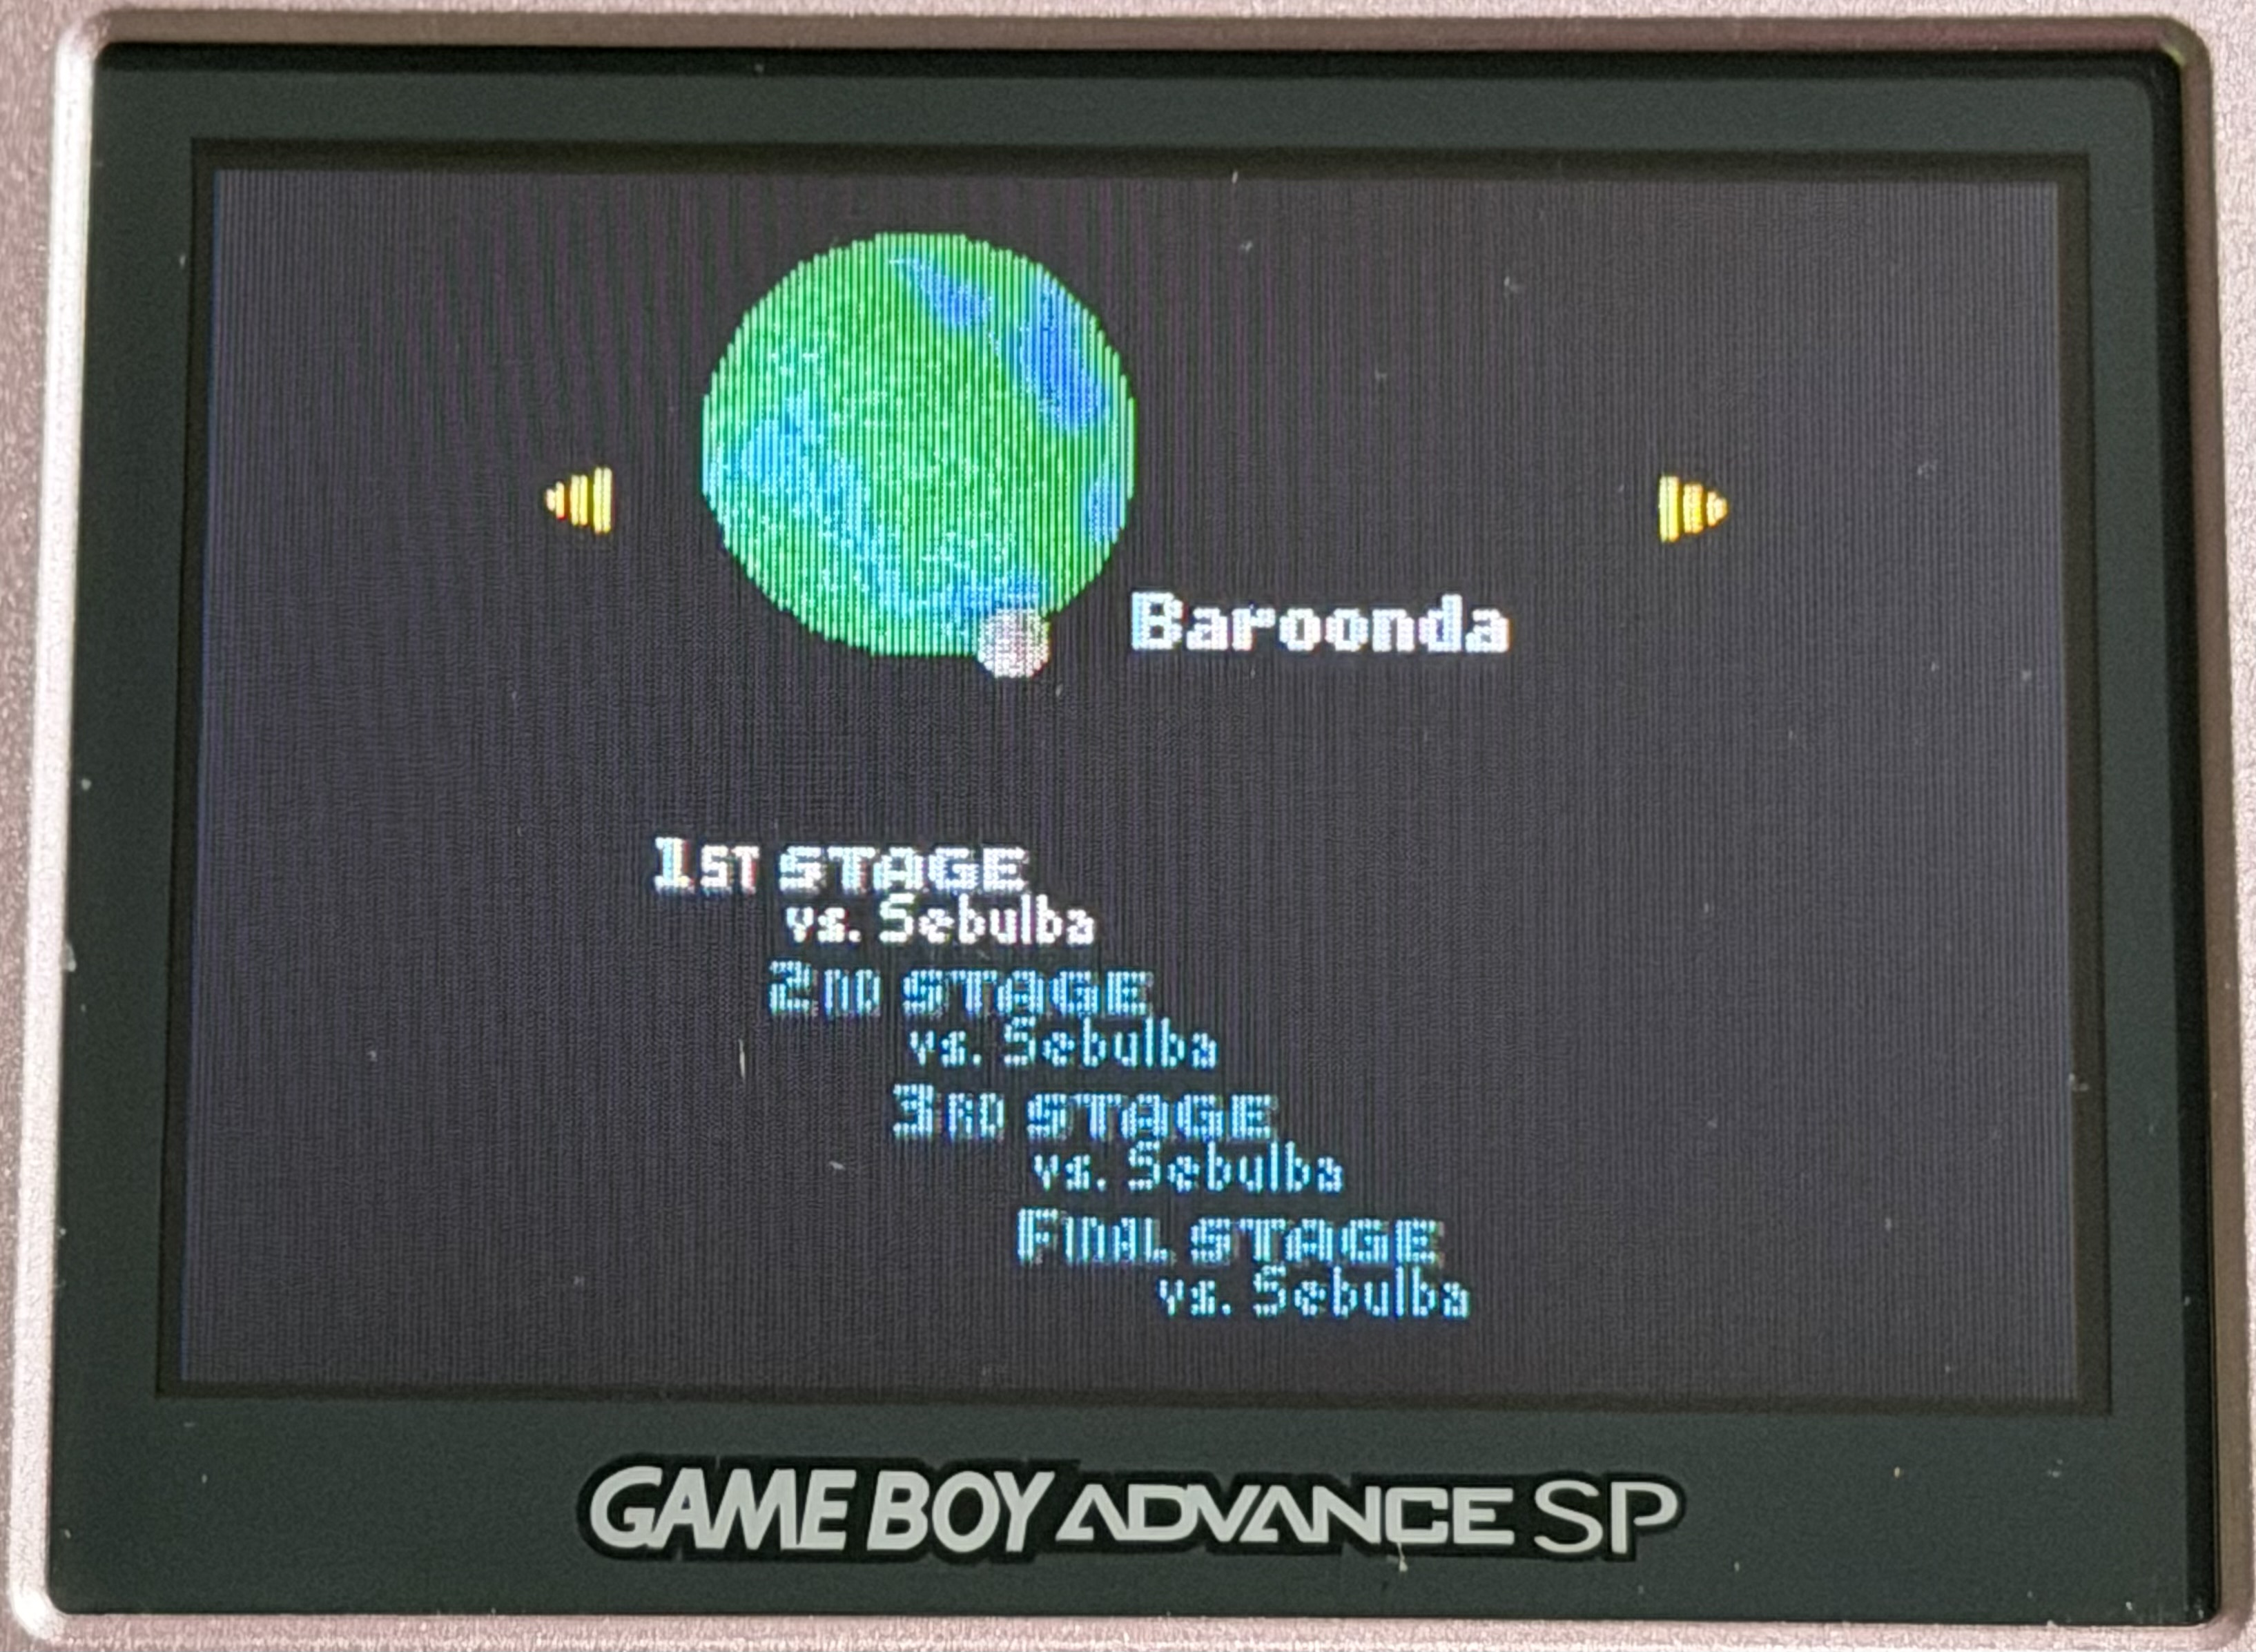 Baroonda
1ST STAGE
vs. Sebulba
2ND STAGE
vs. Sebulba
3RD STAGE
vs. Sebulba
FINAL STAGE
vs. Sebulba
GAME BOY ADVANCE SP